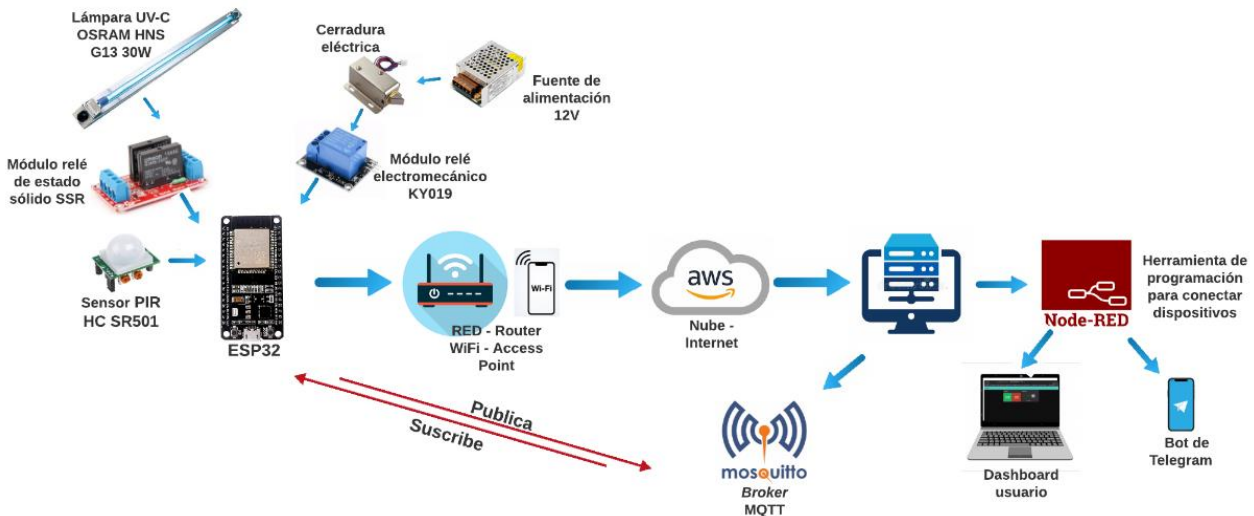 Lámpara UV-C
OSRAM HNS
G13 30W
Cerradura
eléctrica
Fuente de
alimentación
12V
Módulo relé
de estado
sólido SSR
Módulo relé
electromecánico
KY019
Sensor PIR
HC SR501
ESP32
Wi-Fi
RED - Router
WiFi - Access
Point
aws
Nube -
Internet
Node-RED
Herramienta de
programación
para conectar
dispositivos
Publica
Suscribe
mosquitto
Broker
MQTT
Dashboard
usuario
Bot de
Telegram